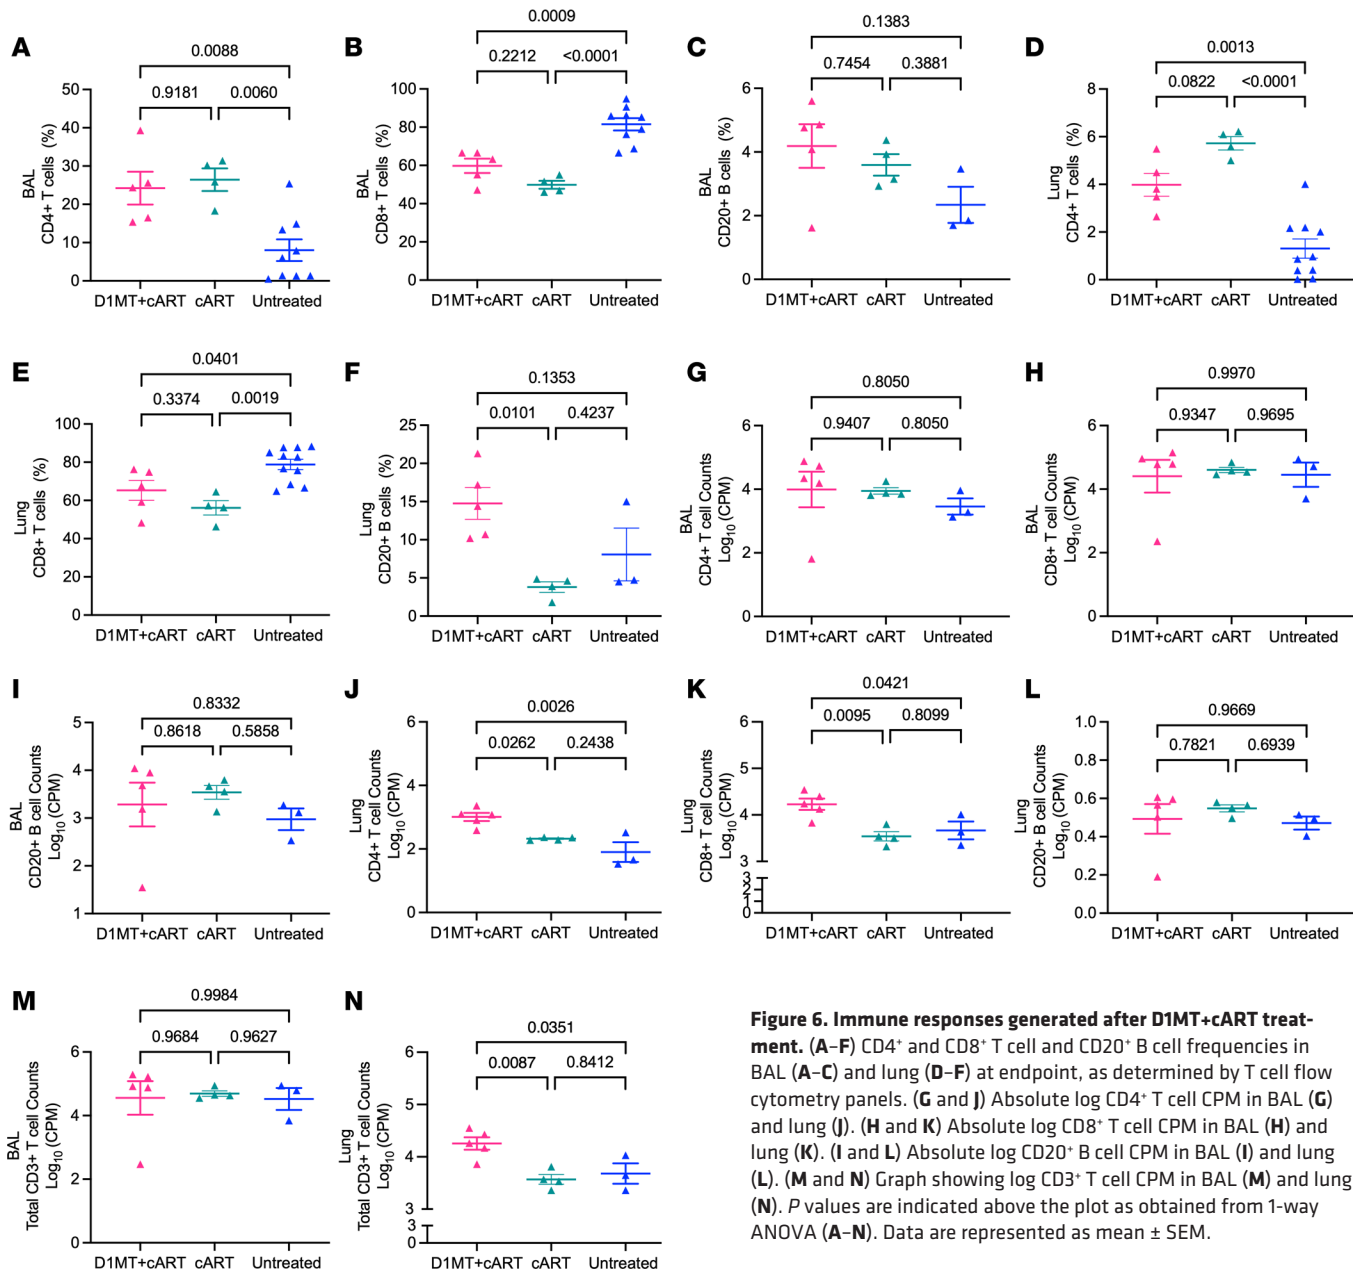 A
0.0088
0.9181 0.0060
BAL
CD4+ T cells (%)
50
40
30
20
10
0
D1MT+cART cART Untreated
B
0.0009
0.2212 <0.0001
BAL
CD8+ T cells (%)
100
80
60
40
20
0
D1MT+cART cART Untreated
C
0.1383
0.7454 0.3881
BAL
CD20+ B cells (%)
6
4
2
0
D1MT+cART cART Untreated
D
0.0013
0.0822 <0.0001
Lung
CD4+ T cells (%)
8
6
4
2
0
D1MT+cART cART Untreated
E
0.0401
0.3374 0.0019
Lung
CD8+ T cells (%)
100
80
60
40
20
0
D1MT+cART cART Untreated
F
0.1353
0.0101 0.4237
Lung
CD20+ B cells (%)
25
20
15
10
5
0
D1MT+cART cART Untreated
G
0.8050
0.9407 0.8050
BAL
CD4+ T cell Counts
Log10 (CPM)
6
4
2
0
D1MT+cART cART Untreated
H
0.9970
0.9347 0.9695
BAL
CD8+ T cell Counts
Log10 (CPM)
6
4
2
0
D1MT+cART cART Untreated
I
0.8332
0.8618 0.5858
BAL
CD20+ B cell Counts
Log10 (CPM)
5
4
3
2
1
D1MT+cART cART Untreated
J
0.0026
0.0262 0.2438
Lung
CD4+ T cell Counts
Log10 (CPM)
6
4
2
0
D1MT+cART cART Untreated
K
0.0421
0.0095 0.8099
Lung
CD8+ T cell Counts
Log10 (CPM)
6
4
3
3
2
1
0
D1MT+cART cART Untreated
L
0.9669
0.7821 0.6939
Lung
CD20+ B cell Counts
Log10 (CPM)
1.0
0.8
0.6
0.4
0.2
0.0
D1MT+cART cART Untreated
M
0.9984
0.9684 0.9627
BAL
Total CD3+ T cell Counts
Log10 (CPM)
6
4
2
0
D1MT+cART cART Untreated
N
0.0351
0.0087 0.8412
Lung
Total CD3+ T cell Counts
Log10 (CPM)
6
4
3
3
0
D1MT+cART cART Untreated
Figure 6. Immune responses generated after D1MT+cART treat-
ment. (A–F) CD4⁺ and CD8⁺ T cell and CD20⁺ B cell frequencies in
BAL (A–C) and lung (D–F) at endpoint, as determined by T cell flow
cytometry panels. (G and J) Absolute log CD4⁺ T cell CPM in BAL (G)
and lung (J). (H and K) Absolute log CD8⁺ T cell CPM in BAL (H) and
lung (K). (I and L) Absolute log CD20⁺ B cell CPM in BAL (I) and lung
(L). (M and N) Graph showing log CD3⁺ T cell CPM in BAL (M) and lung
(N). P values are indicated above the plot as obtained from 1-way
ANOVA (A–N). Data are represented as mean ± SEM.